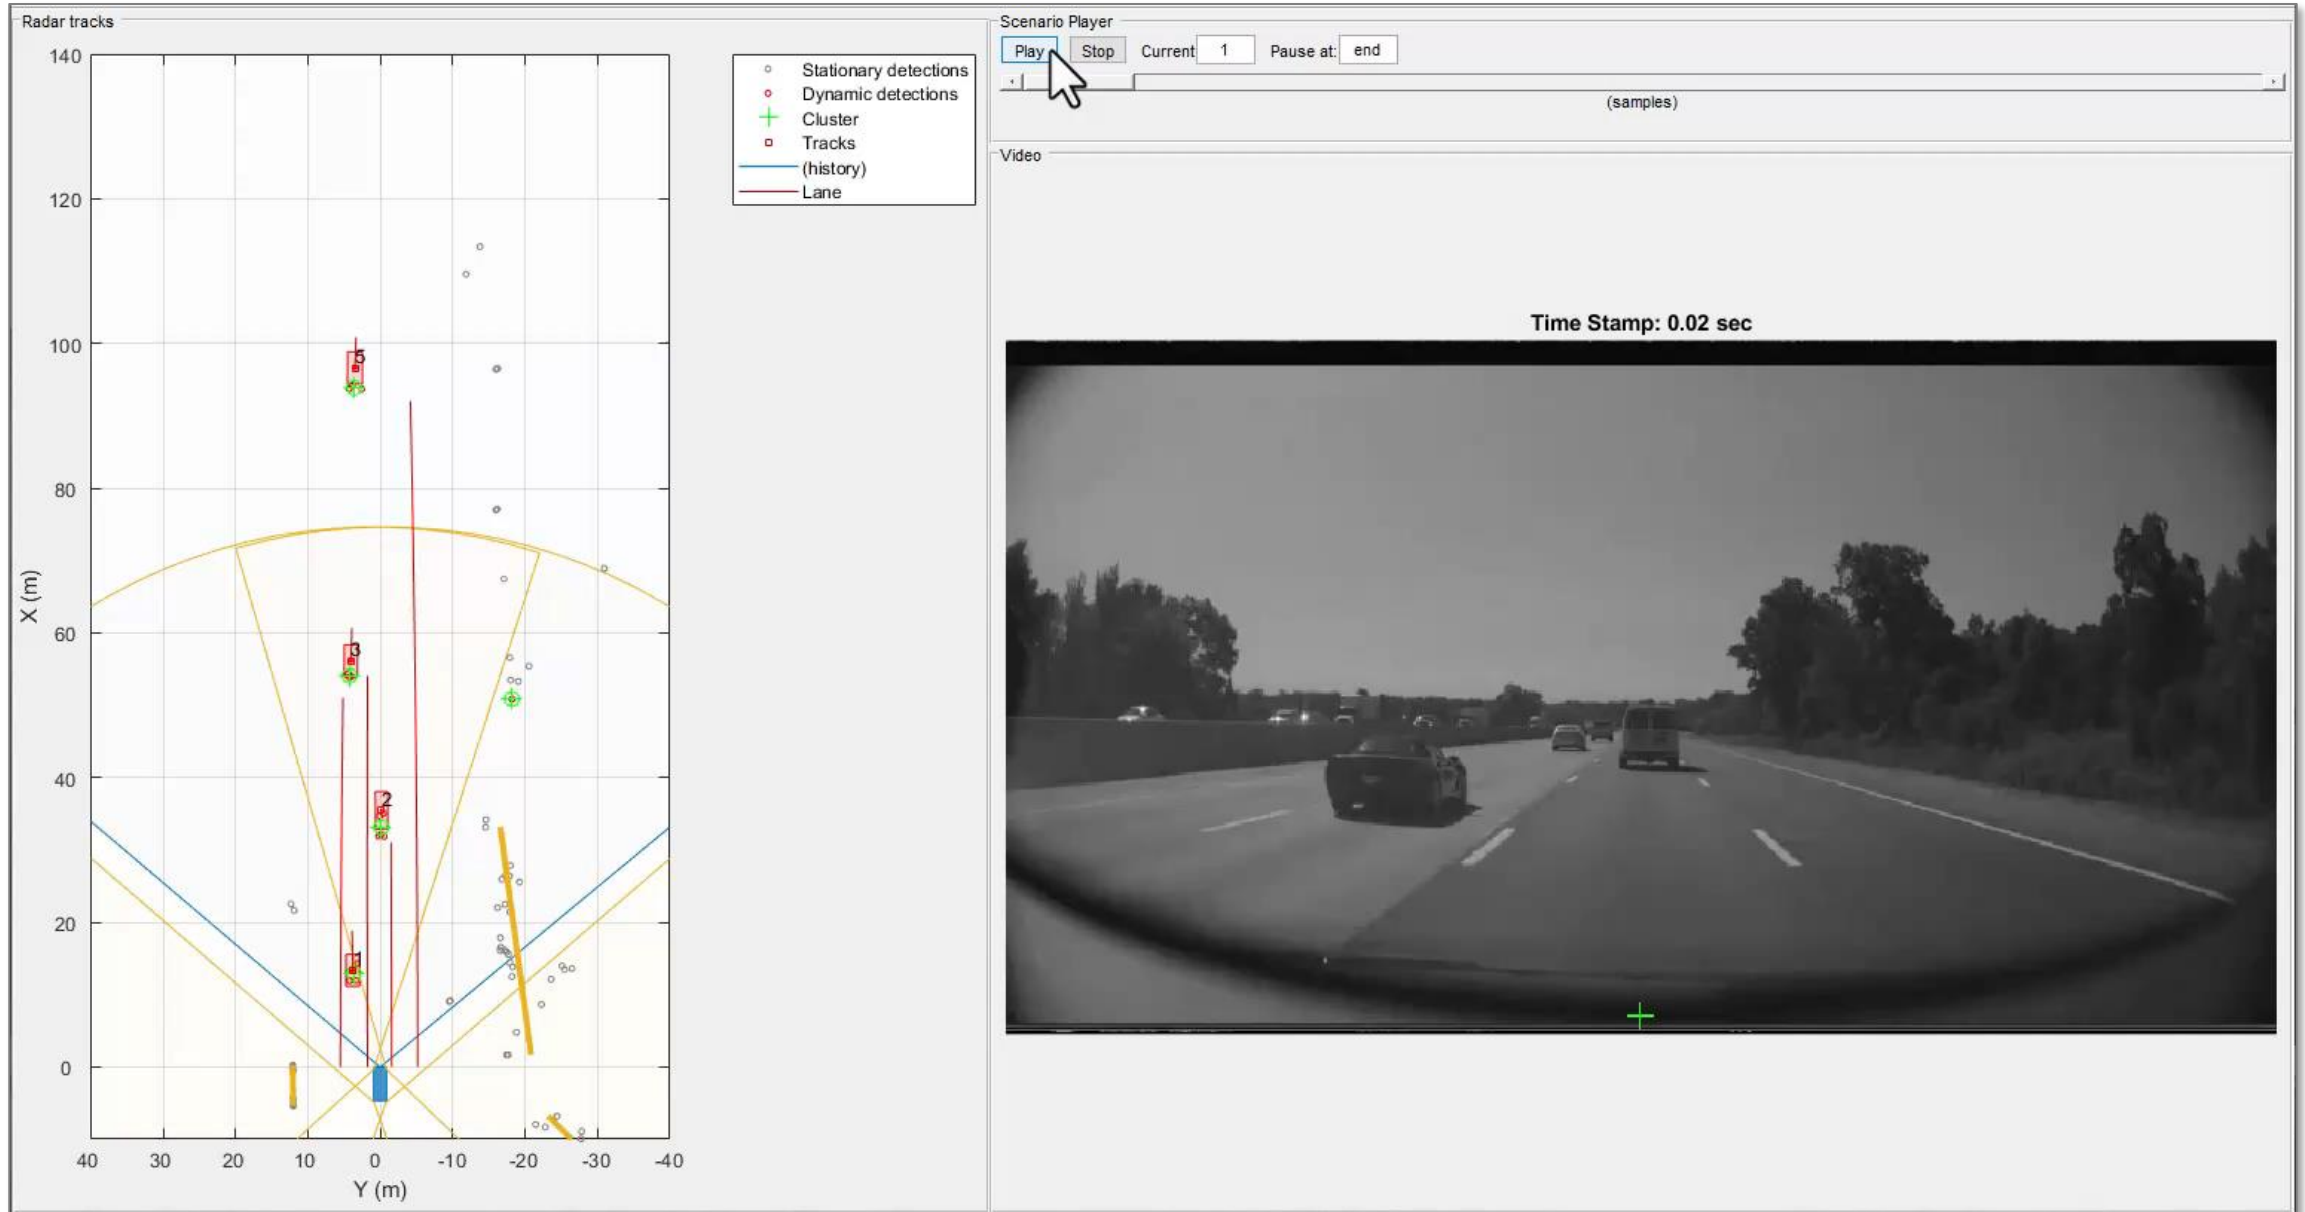 Radar tracks
140
120
100
80
60
40
20
0
X (m)
40 30 20 10 0 -10 -20 -30 -40
Y (m)
5
3
2
1
Stationary detections
Dynamic detections
Cluster
Tracks
(history)
Lane
Scenario Player
Play Stop Current 1 Pause at: end
(samples)
Video
Time Stamp: 0.02 sec